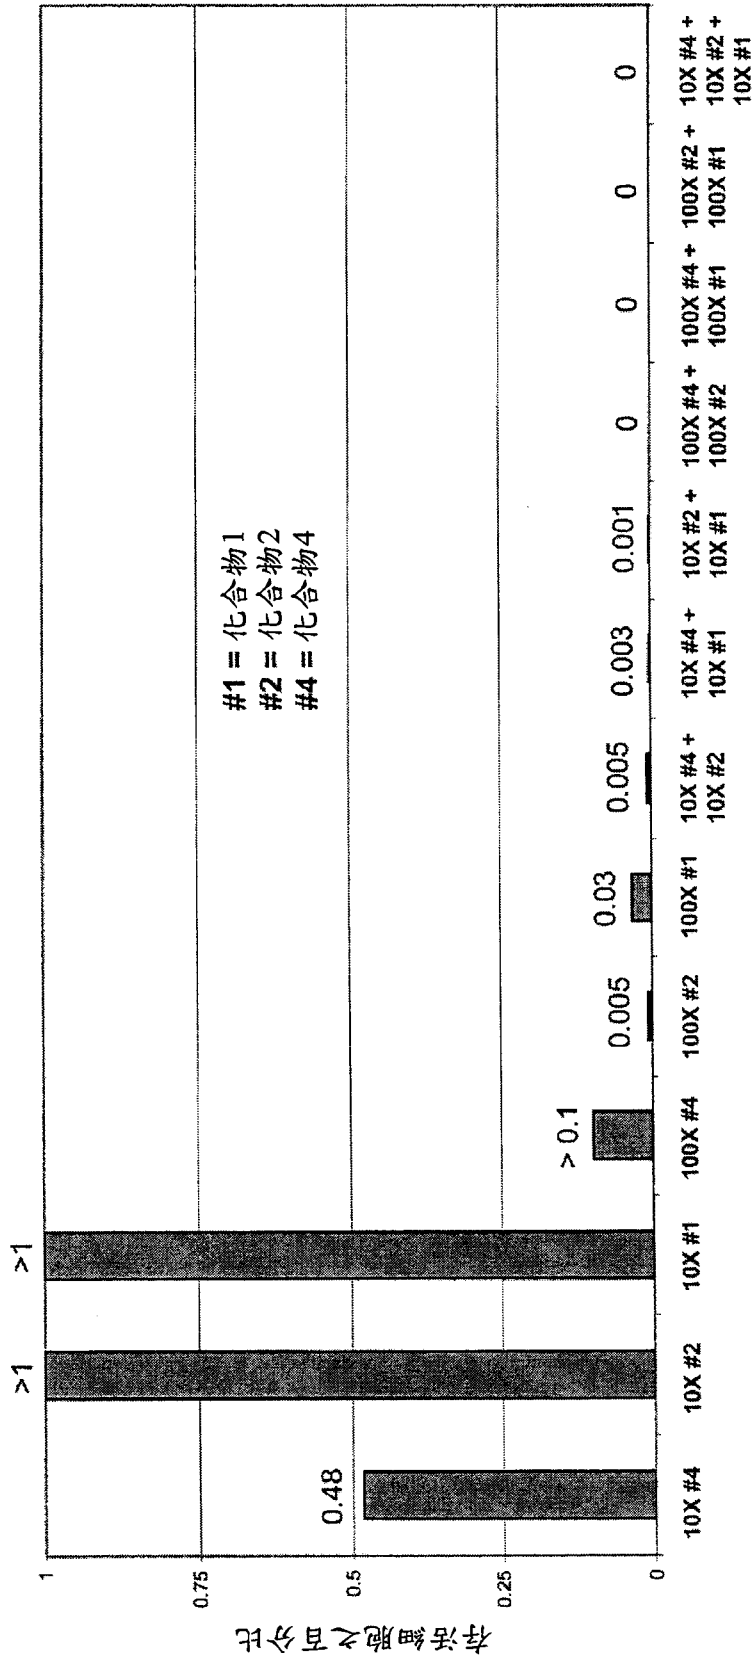 存活細胞之百分比
1
0.75
0.5
0.25
0
0.48
>1
>1
> 0.1
0.005
0.03
0.005
0.003
0.001
0
0
0
0
#1 = 化合物1
#2 = 化合物2
#4 = 化合物4
10X #4
10X #2
10X #1
100X #4
100X #2
100X #1
10X #4 +
10X #2
10X #4 +
10X #1
10X #2 +
10X #1
100X #4 +
100X #2
100X #4 +
100X #1
100X #2 +
100X #1
10X #4 +
10X #2 +
10X #1